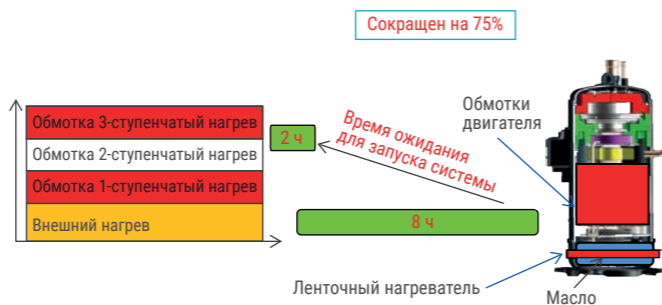 Сокращен на 75%
Обмотка 3-ступенчатый нагрев
Обмотка 2-ступенчатый нагрев
Обмотка 1-ступенчатый нагрев
Внешний нагрев
2 ч
Время ожидания
для запуска системы
8 ч
Обмотки
двигателя
Ленточный нагреватель
Масло